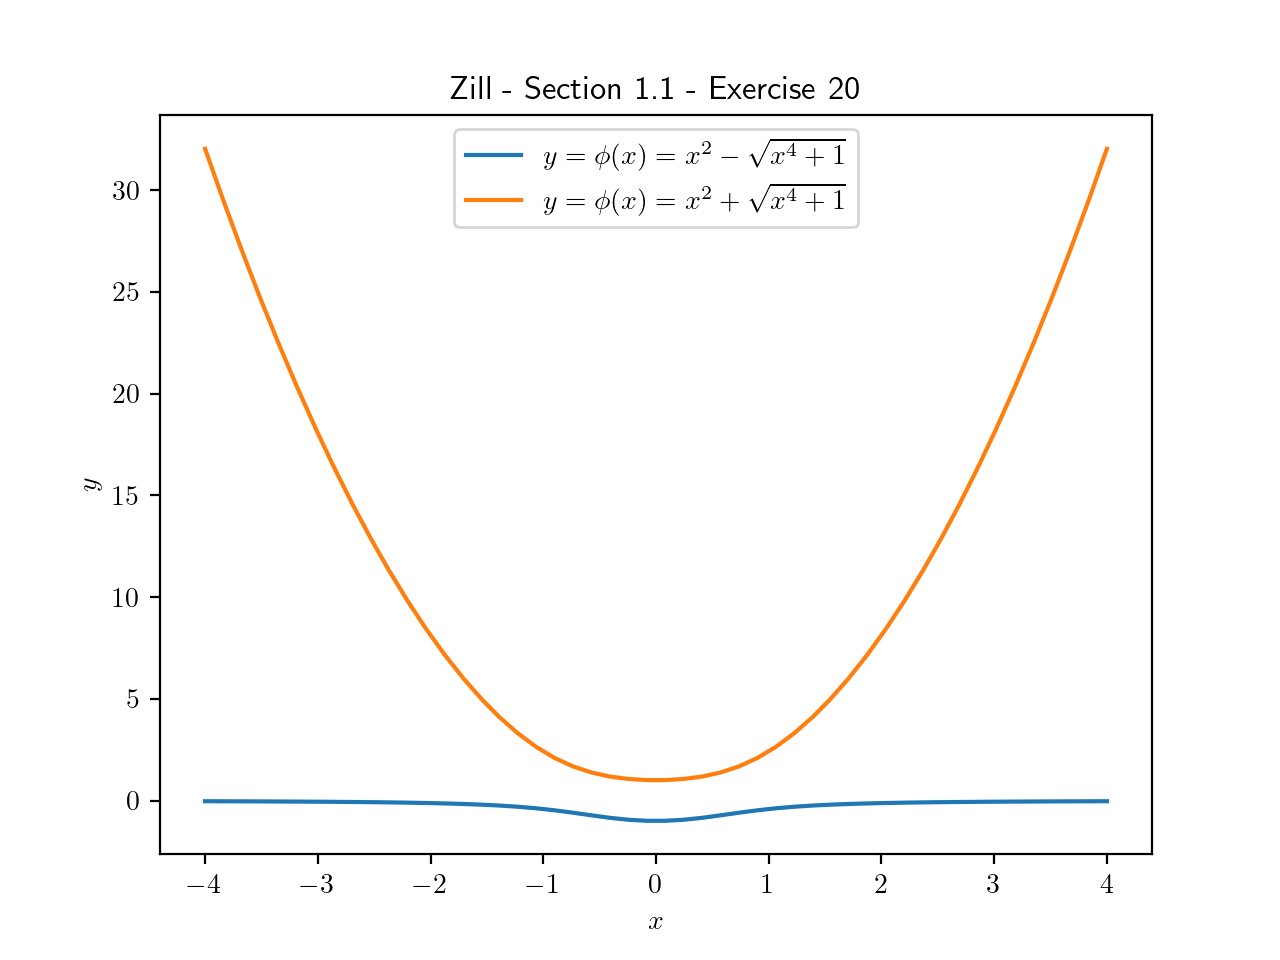 Zill - Section 1.1 - Exercise 20
y = ϕ(x) = x² − √(x⁴ + 1)
y = ϕ(x) = x² + √(x⁴ + 1)
30
25
20
15
10
5
0
y
−4 −3 −2 −1 0 1 2 3 4
x